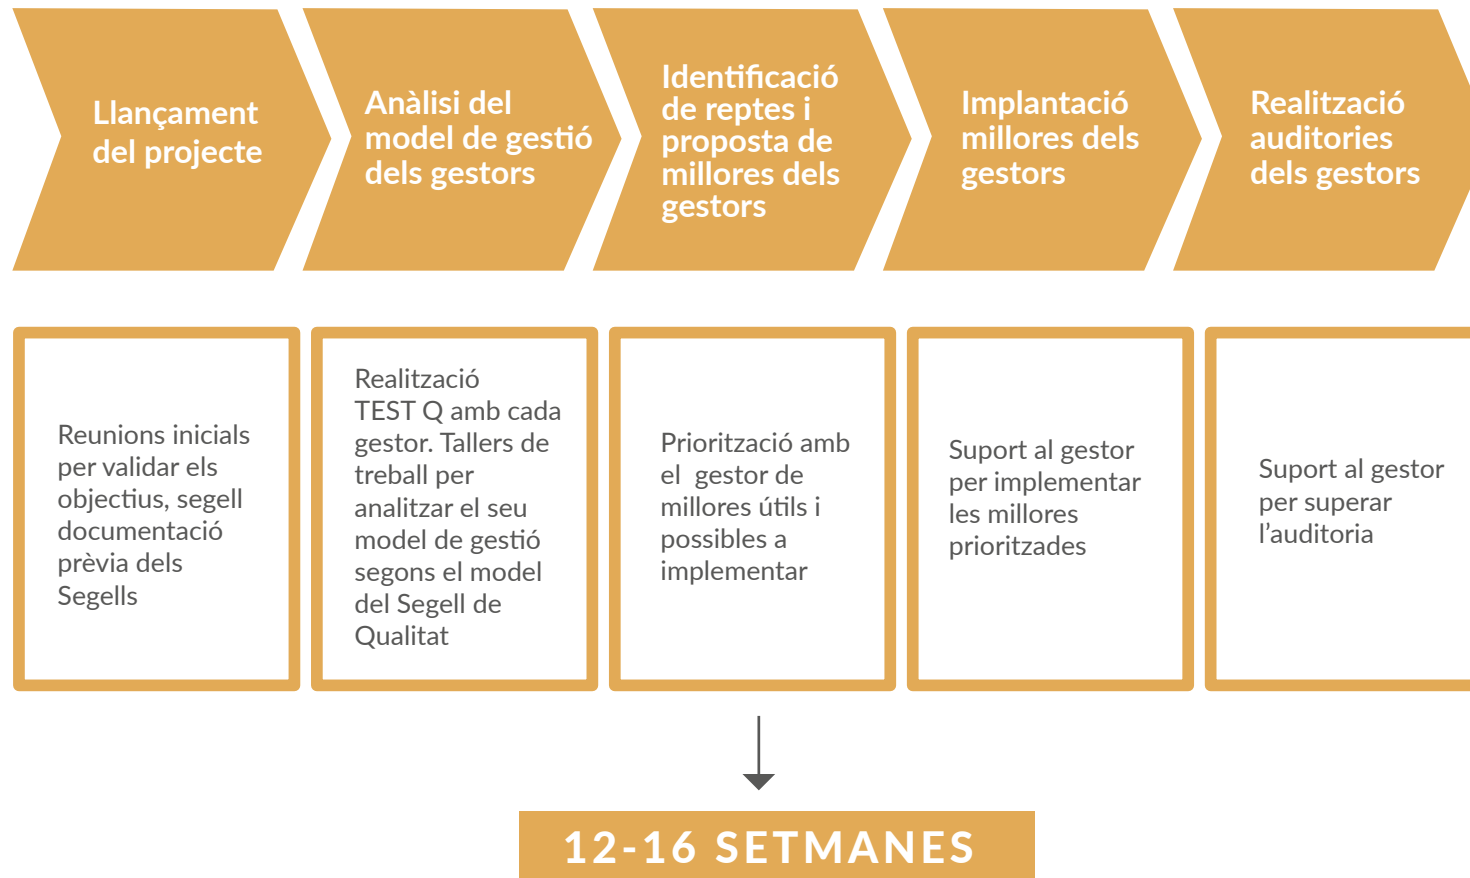 Llançament
del projecte
Anàlisi del
model de gestió
dels gestors
Identificació
de reptes i
proposta de
millores dels
gestors
Implantació
millores dels
gestors
Realització
auditories
dels gestors
Reunions inicials
per validar els
objectius, segell
documentació
prèvia dels
Segells
Realització
TEST Q amb cada
gestor. Tallers de
treball per
analitzar el seu
model de gestió
segons el model
del Segell de
Qualitat
Priorització amb
el  gestor de
millores útils i
possibles a
implementar
Suport al gestor
per implementar
les millores
prioritzades
Suport al gestor
per superar
l’auditoria
12-16 SETMANES